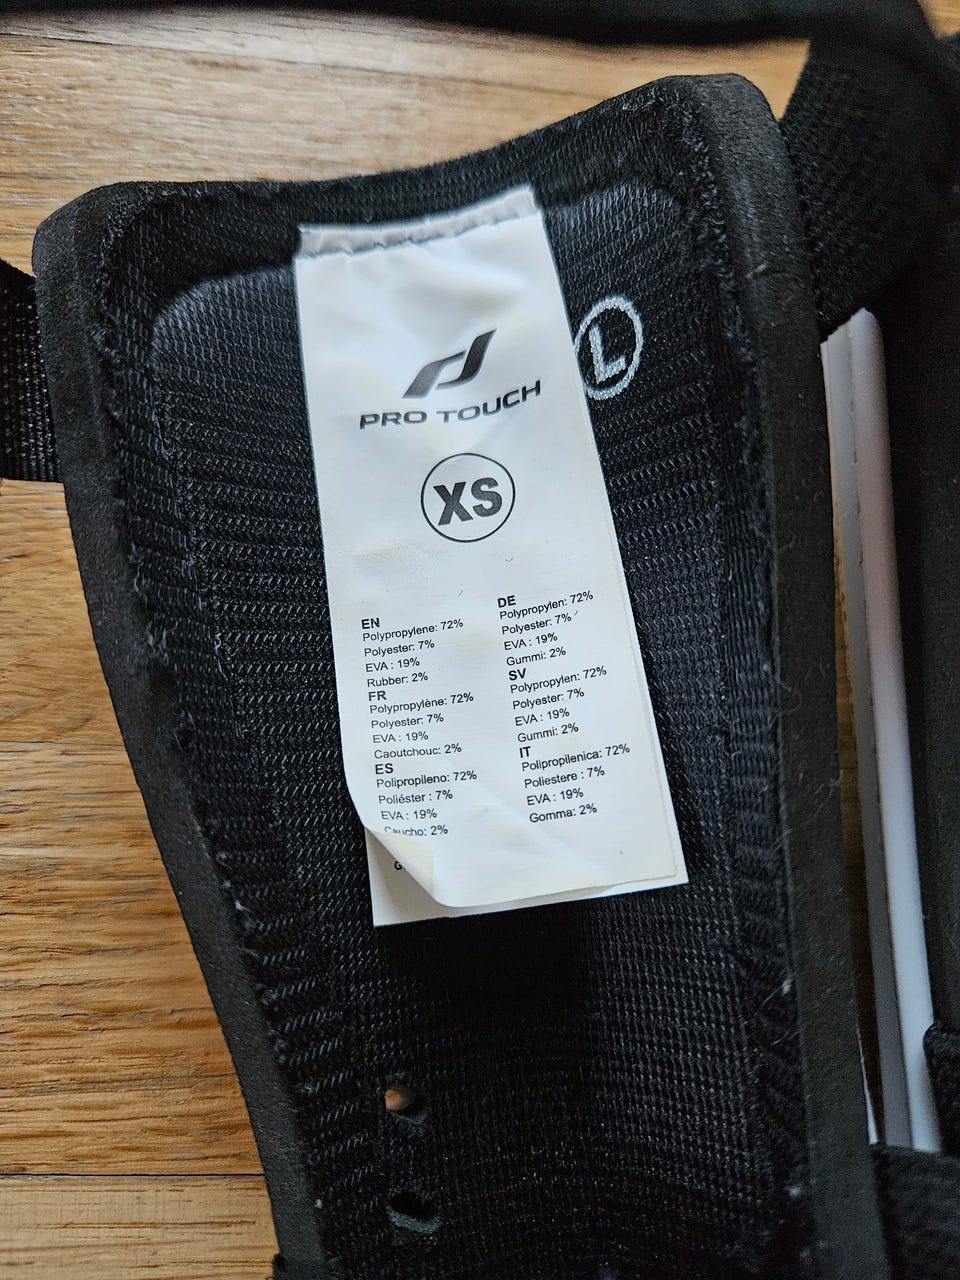 PRO TOUCH
L
XS
EN
Polypropylene: 72%
Polyester: 7%
EVA : 19%
Rubber: 2%
FR
Polypropylène: 72%
Polyester: 7%
EVA : 19%
Caoutchouc: 2%
ES
Polipropileno: 72%
Poliéster : 7%
EVA : 19%
Caucho: 2%
DE
Polypropylen: 72%
Polyester: 7%
EVA : 19%
Gummi: 2%
SV
Polypropylen: 72%
Polyester: 7%
EVA : 19%
Gummi: 2%
IT
Polipropilenica: 72%
Poliestere : 7%
EVA : 19%
Gomma: 2%